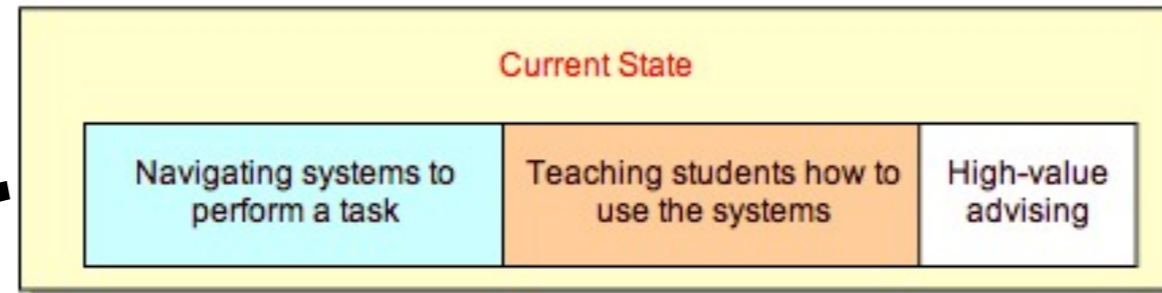 Current State
Navigating systems to
perform a task
Teaching students how to
use the systems
High-value
advising